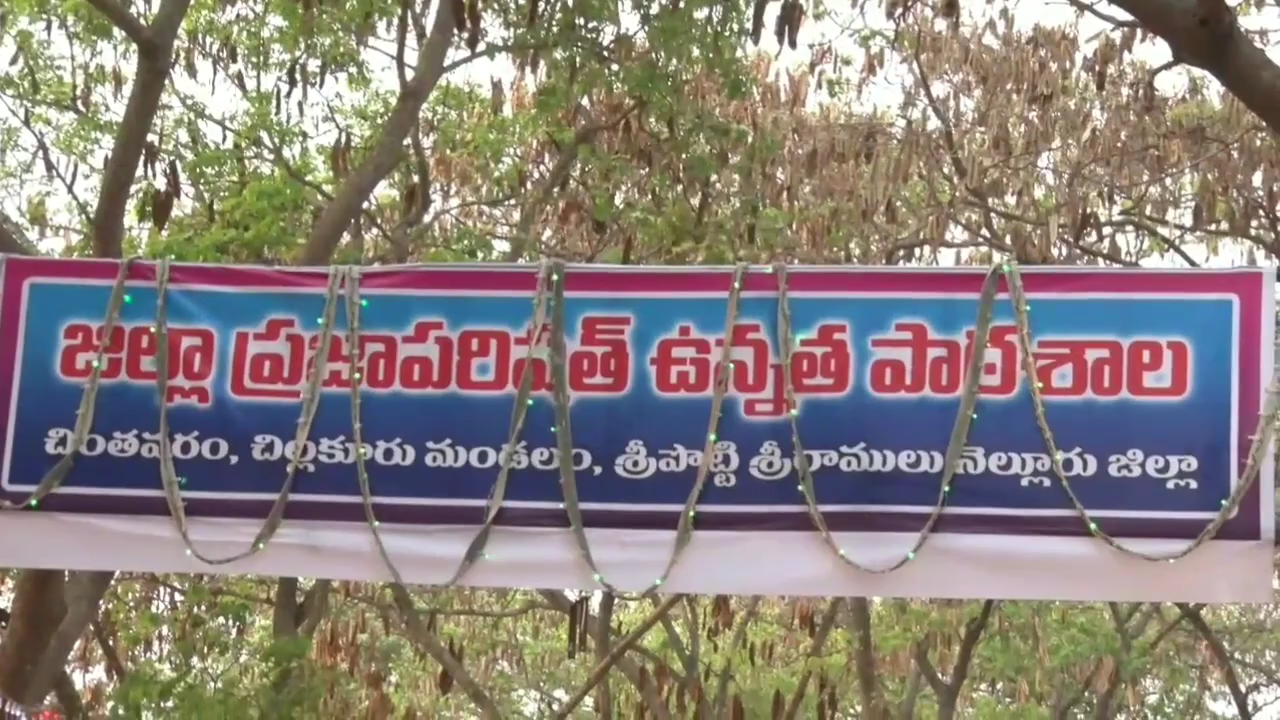 జిల్లా ప్రజాపరిషత్ ఉన్నత పాఠశాల
చింతవరం, చిల్లకూరు మండలం, శ్రీపొట్టి శ్రీరాములు నెల్లూరు జిల్లా